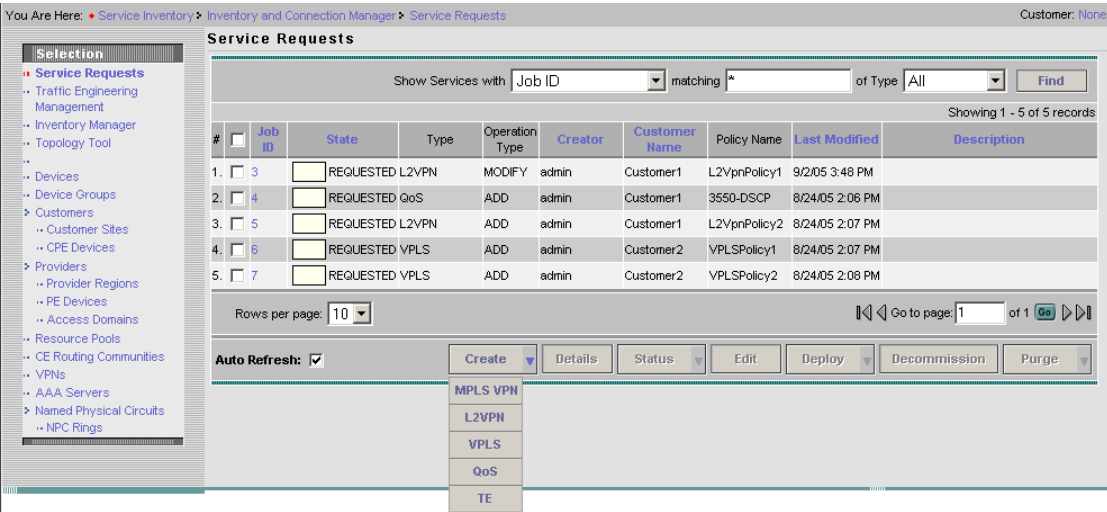 You Are Here: Service Inventory Inventory and Connection Manager Service Requests Customer: None
Service Requests
Selection
Service Requests
Traffic Engineering
Management
Inventory Manager
Topology Tool
Devices
Device Groups
Customers
Customer Sites
CPE Devices
Providers
Provider Regions
PE Devices
Access Domains
Resource Pools
CE Routing Communities
VPNs
AAA Servers
Named Physical Circuits
NPC Rings
Show Services with Job ID matching * of Type All Find
Showing 1 - 5 of 5 records
# Job ID State Type Operation Type Creator Customer Name Policy Name Last Modified Description
1. 3 REQUESTED L2VPN MODIFY admin Customer1 L2VpnPolicy1 9/2/05 3:48 PM
2. 4 REQUESTED QoS ADD admin Customer1 3550-DSCP 8/24/05 2:06 PM
3. 5 REQUESTED L2VPN ADD admin Customer1 L2VpnPolicy2 8/24/05 2:07 PM
4. 6 REQUESTED VPLS ADD admin Customer2 VPLSPolicy1 8/24/05 2:07 PM
5. 7 REQUESTED VPLS ADD admin Customer2 VPLSPolicy2 8/24/05 2:08 PM
Rows per page: 10 Go to page: 1 of 1 Go
Auto Refresh: Create Details Status Edit Deploy Decommission Purge
MPLS VPN
L2VPN
VPLS
QoS
TE